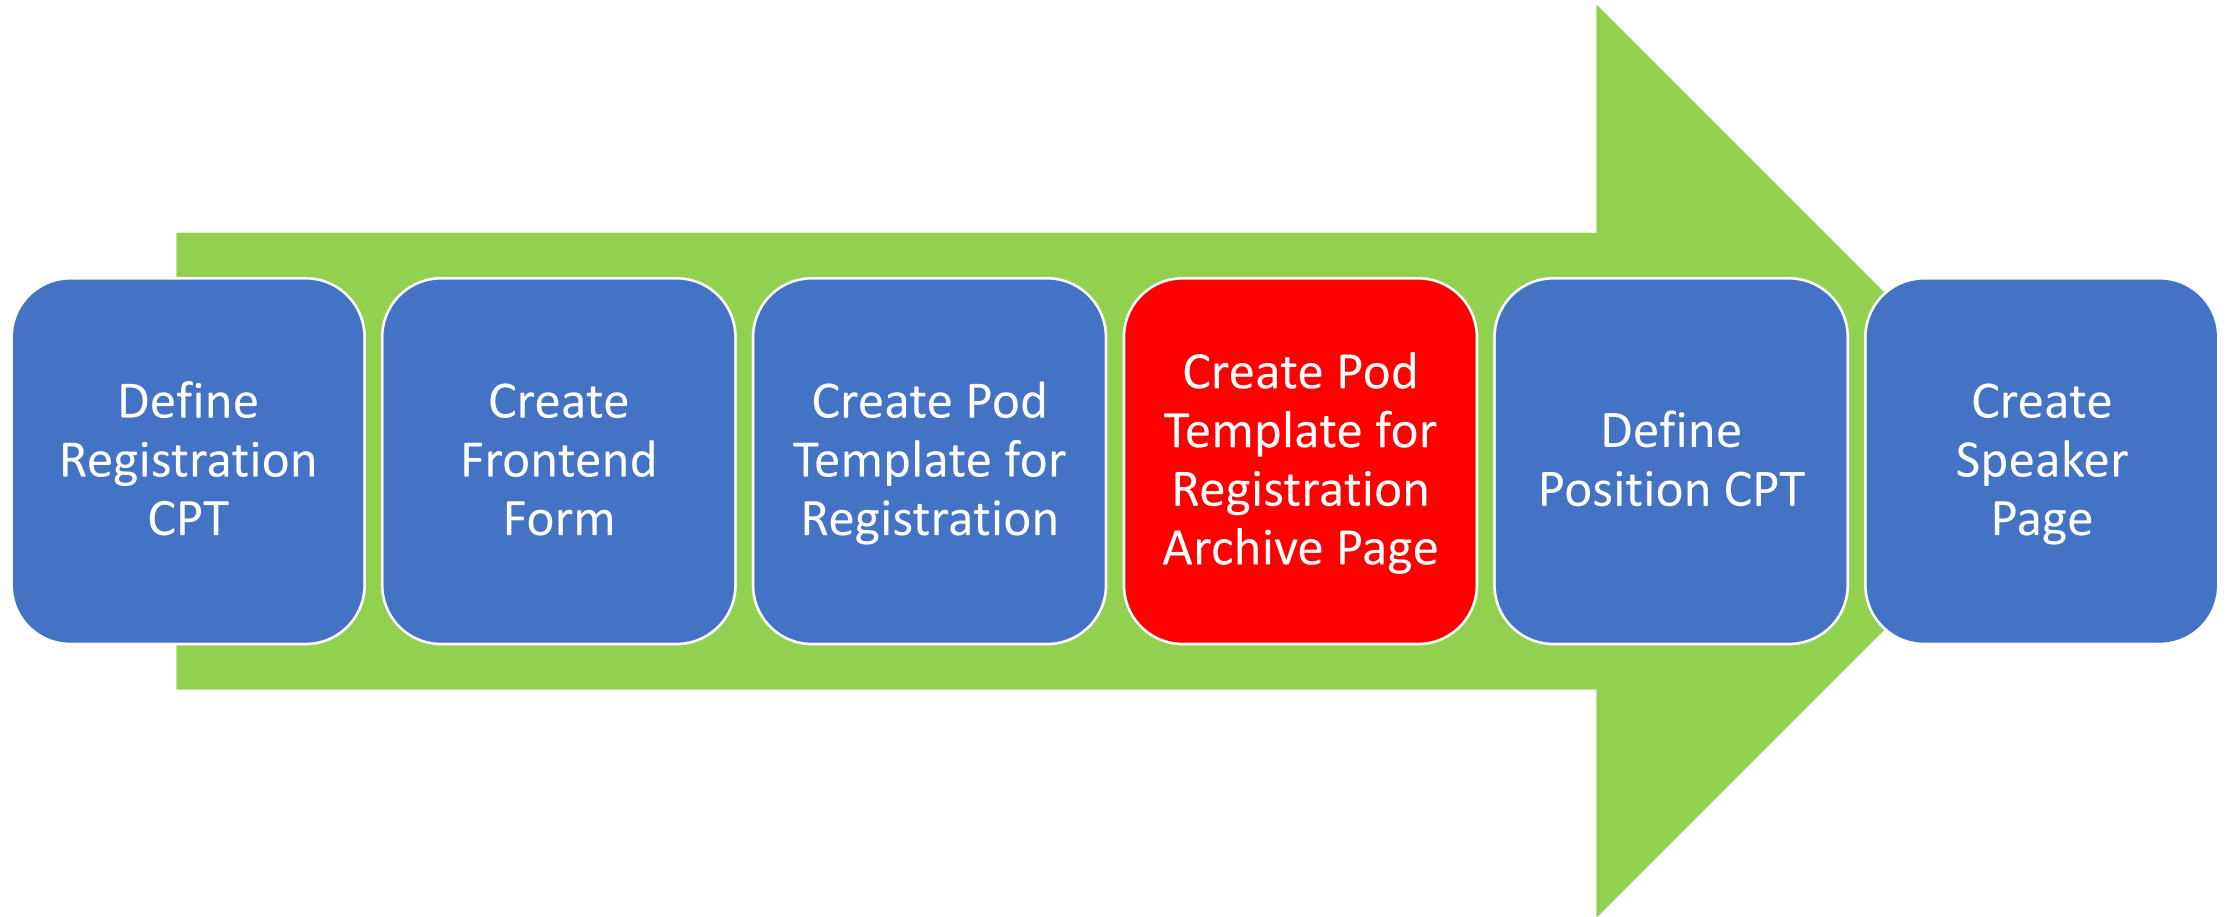 Define
Registration
CPT
Create
Frontend
Form
Create Pod
Template for
Registration
Create Pod
Template for
Registration
Archive Page
Define
Position CPT
Create
Speaker
Page